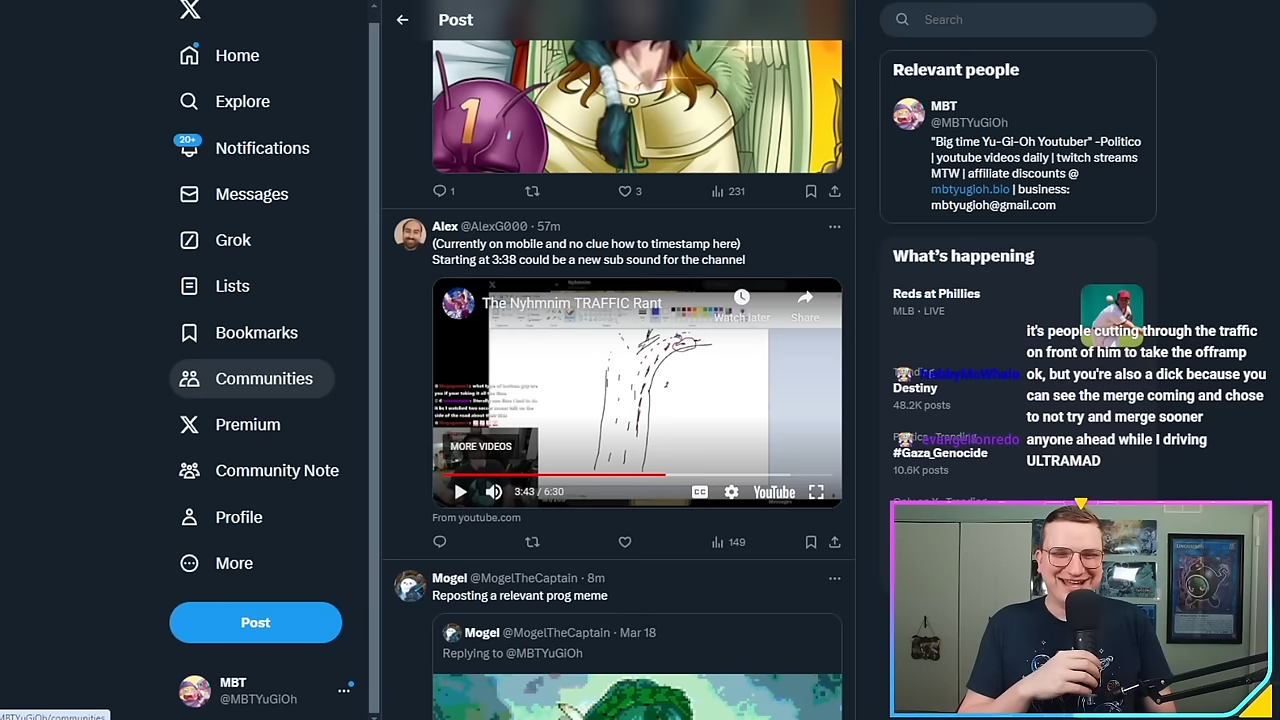 Home
Explore
20+
Notifications
Messages
Grok
Lists
Bookmarks
Communities
Premium
Community Note
Profile
More
Post
MBT
@MBTYuGiOh
MBTYuGiOh/communities
Post
1
1
3
231
Alex @AlexG000 · 57m
(Currently on mobile and no clue how to timestamp here)
Starting at 3:38 could be a new sub sound for the channel
The Nyhmnim TRAFFIC Rant
Watch later
Share
MORE VIDEOS
3:43 / 6:30
CC
YouTube
From youtube.com
149
Mogel @MogelTheCaptain · 8m
Reposting a relevant prog meme
Mogel @MogelTheCaptain · Mar 18
Replying to @MBTYuGiOh
Search
Relevant people
MBT
@MBTYuGiOh
"Big time Yu-Gi-Oh Youtuber" -Politico
| youtube videos daily | twitch streams
MTW | affiliate discounts @
mbtyugioh.bio | business:
mbtyugioh@gmail.com
What's happening
Reds at Phillies
MLB · LIVE
it's people cutting through the traffic
on front of him to take the offramp
ok, but you're also a dick because you
can see the merge coming and chose
to not try and merge sooner
Destiny
48.2K posts
evangelionredo
anyone ahead while I driving
ULTRAMAD
#Gaza_Genocide
10.6K posts